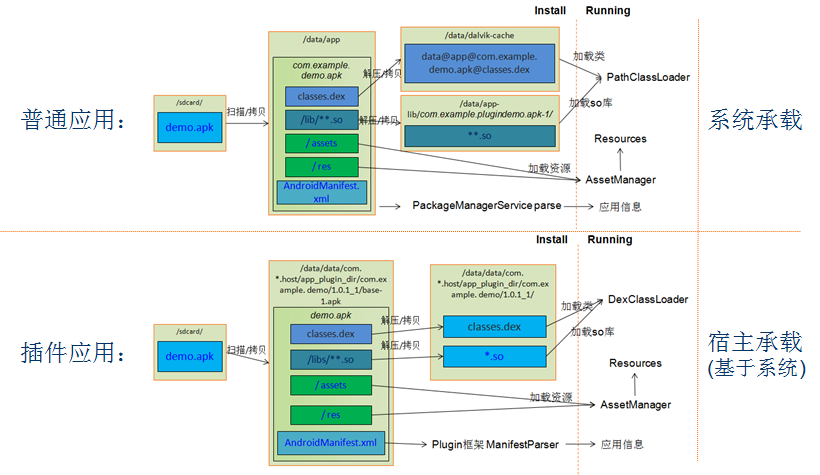 Install
Running
普通应用：
/sdcard/
demo.apk
扫描/拷贝
/data/app
com.example.
demo.apk
classes.dex
/lib/**.so
/assets
/res
AndroidManifest.
xml
解压/拷贝
解压/拷贝
/data/dalvik-cache
data@app@com.example.
demo.apk@classes.dex
/data/app-
lib/com.example.plugindemo.apk-1/
**.so
加载类
PathClassLoader
加载so库
Resources
加载资源
AssetManager
PackageManagerService parse
应用信息
系统承载
Install
Running
插件应用：
/sdcard/
demo.apk
扫描/拷贝
/data/data/com.
*.host/app_plugin_dir/com.ex
ample. demo/1.0.1_1/base-
1.apk
demo.apk
classes.dex
/libs/**.so
/assets
/res
AndroidManifest.xml
解压/拷贝
解压/拷贝
/data/data/com.
*.host/app_plugin_dir/com.ex
ample. demo/1.0.1_1/
classes.dex
*.so
加载类
DexClassLoader
加载so库
Resources
加载资源
AssetManager
Plugin框架 ManifestParser
应用信息
宿主承载
(基于系统)